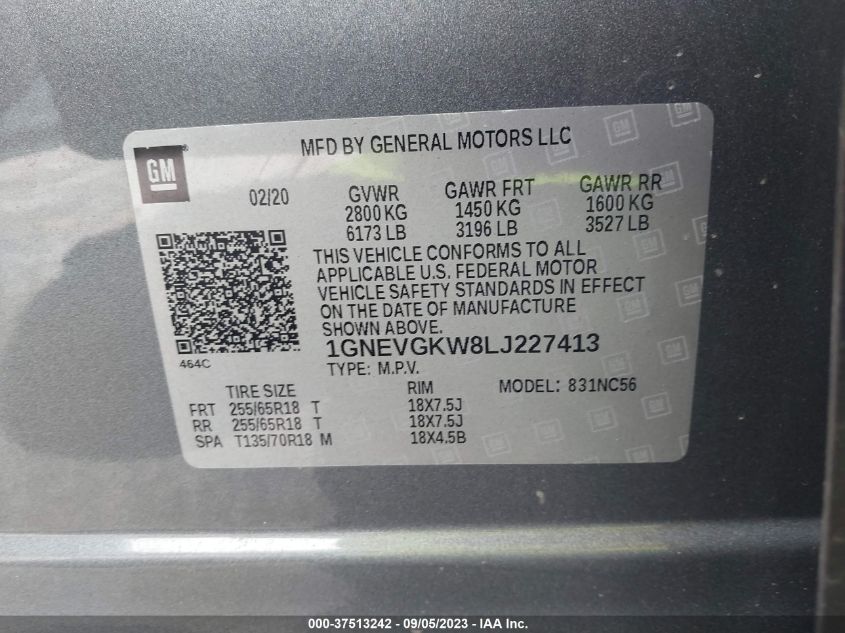 MFD BY GENERAL MOTORS LLC
GM
02/20 GVWR GAWR FRT GAWR RR
2800 KG 1450 KG 1600 KG
6173 LB 3196 LB 3527 LB
THIS VEHICLE CONFORMS TO ALL
APPLICABLE U.S. FEDERAL MOTOR
VEHICLE SAFETY STANDARDS IN EFFECT
ON THE DATE OF MANUFACTURE
SHOWN ABOVE.
1GNEVGKW8LJ227413
464C
TYPE: M.P.V. MODEL: 831NC56
TIRE SIZE RIM
FRT 255/65R18 T 18X7.5J
RR 255/65R18 T 18X7.5J
SPA T135/70R18 M 18X4.5B
000-37513242 - 09/05/2023 - IAA Inc.